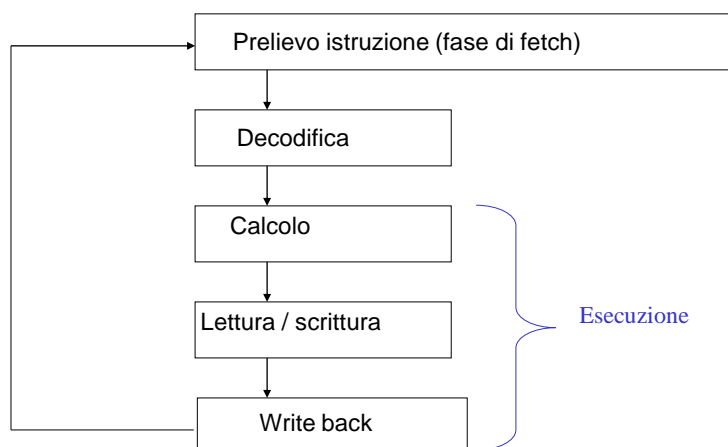 Prelievo istruzione (fase di fetch)
Decodifica
Calcolo
Lettura / scrittura
Esecuzione
Write back